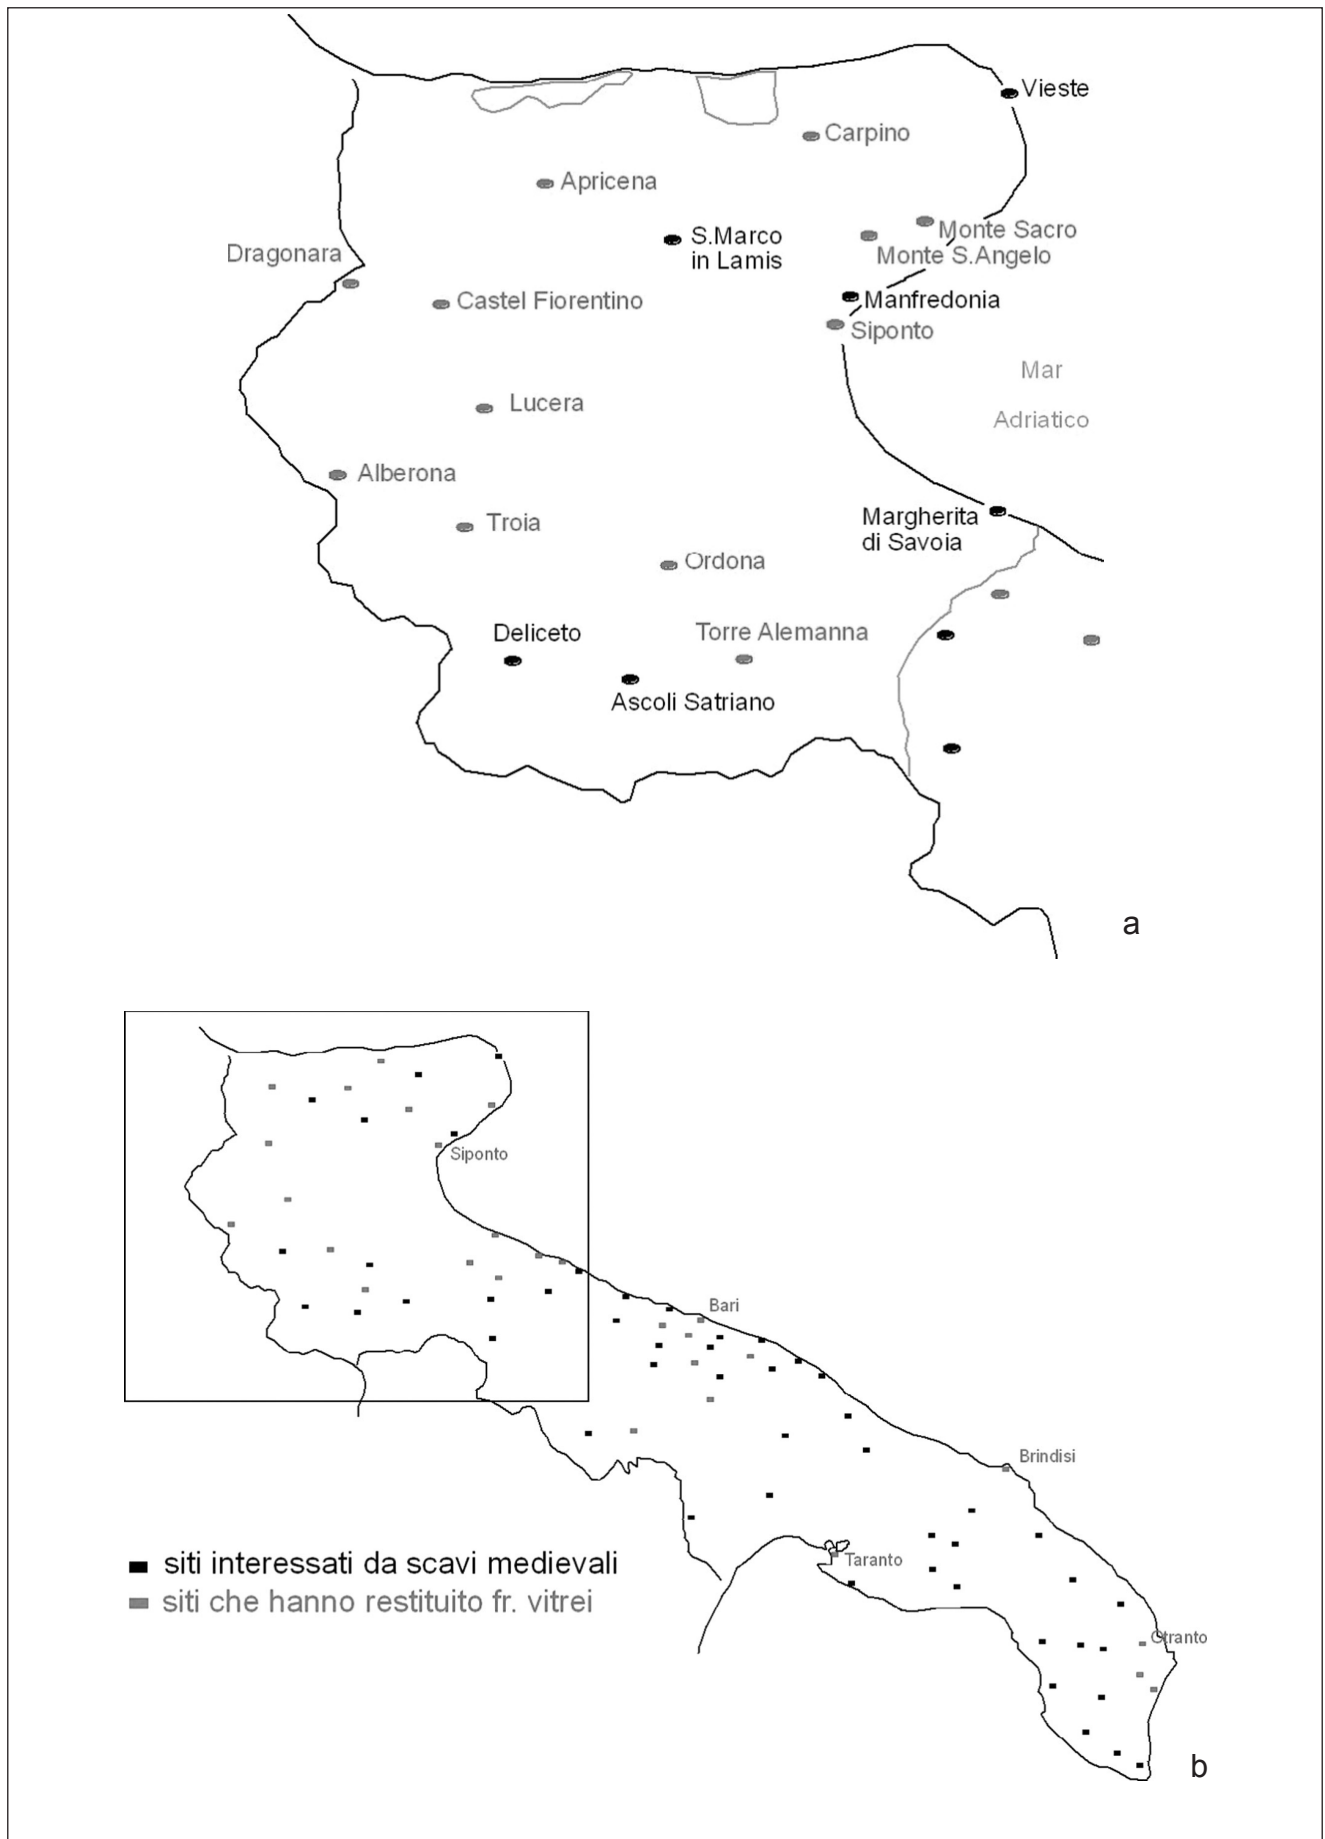 Vieste
Carpino
Apricena
S.Marco
in Lamis
Monte Sacro
Monte S.Angelo
Dragonara
Castel Fiorentino
Manfredonia
Siponto
Mar
Adriatico
Lucera
Alberona
Troia
Margherita
di Savoia
Ordona
Deliceto
Torre Alemanna
Ascoli Satriano
a
Siponto
Bari
Brindisi
Taranto
Otranto
siti interessati da scavi medievali
siti che hanno restituito fr. vitrei
b